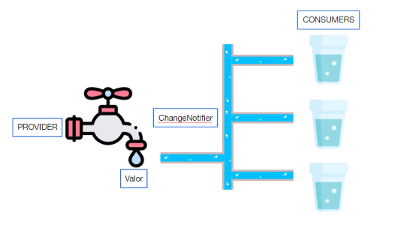 CONSUMERS
ChangeNotifier
PROVIDER
Valor